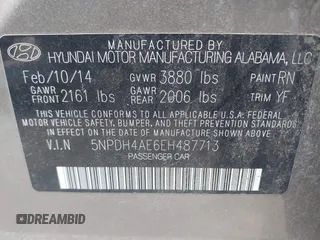 MANUFACTURED BY
HYUNDAI MOTOR MANUFACTURING ALABAMA, LLC
Feb/10/14 GVWR 3880 lbs PAINT RN
GAWR FRONT 2161 lbs GAWR REAR 2006 lbs TRIM YF
THIS VEHICLE CONFORMS TO ALL APPLICABLE U.S. FEDERAL
MOTOR VEHICLE SAFETY, BUMPER, AND THEFT PREVENTION
STANDARDS IN EFFECT ON THE DATE OF MANUFACTURE SHOWN ABOVE.
V.I.N 5NPDH4AE6EH487713
PASSENGER CAR
DREAMBID